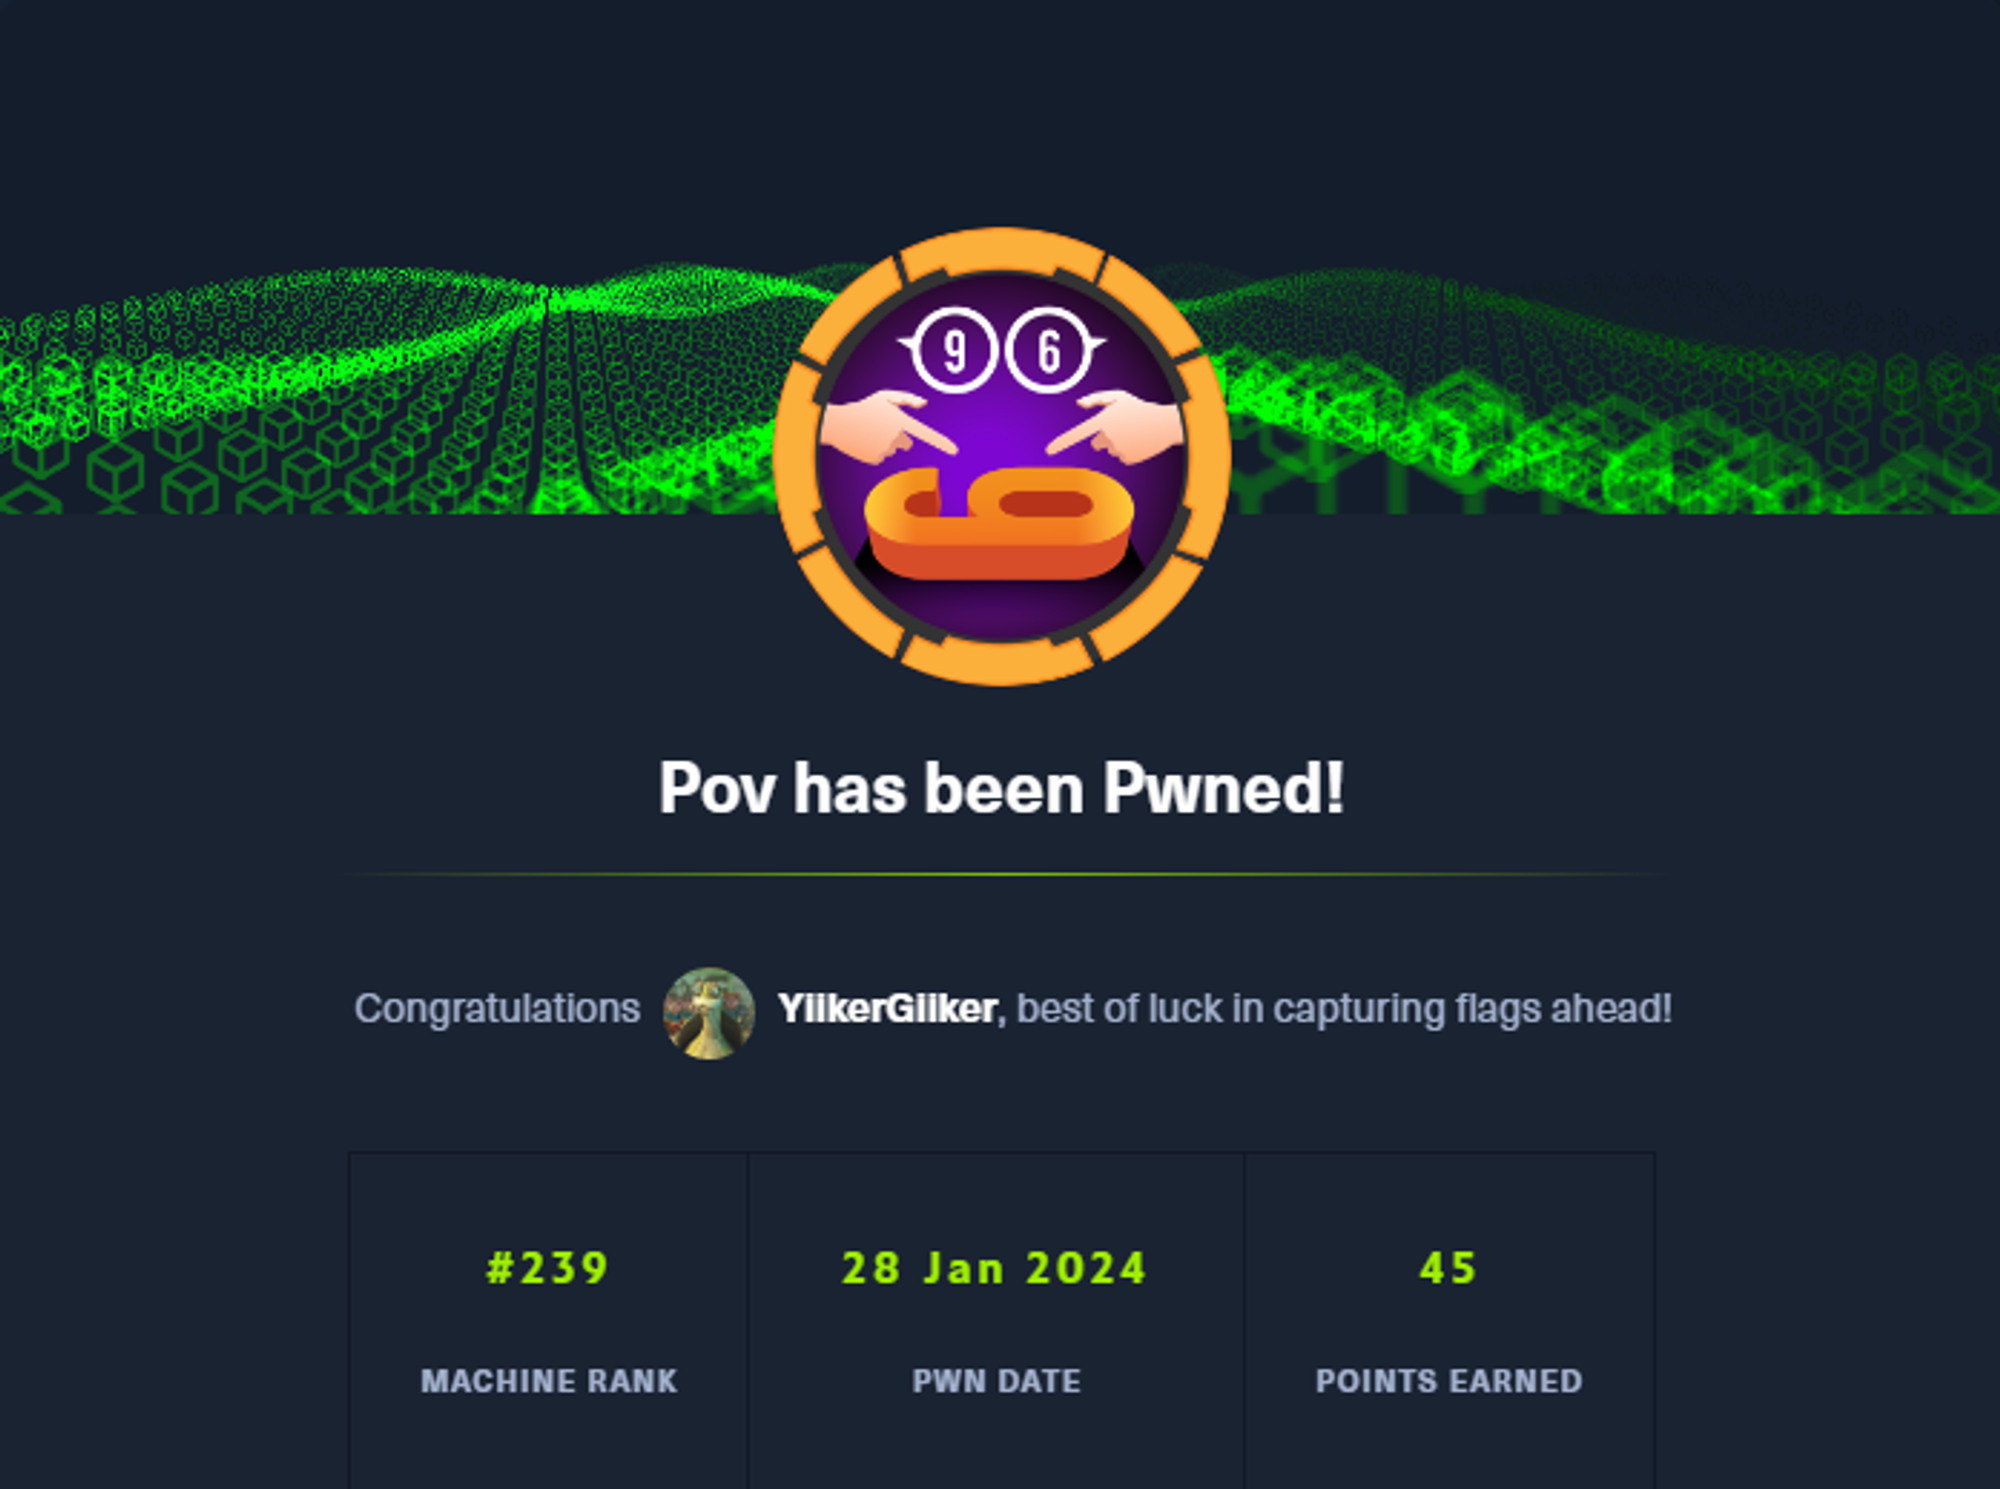 9 6
Pov has been Pwned!
Congratulations YlikerGliker, best of luck in capturing flags ahead!
#239 28 Jan 2024 45
MACHINE RANK PWN DATE POINTS EARNED